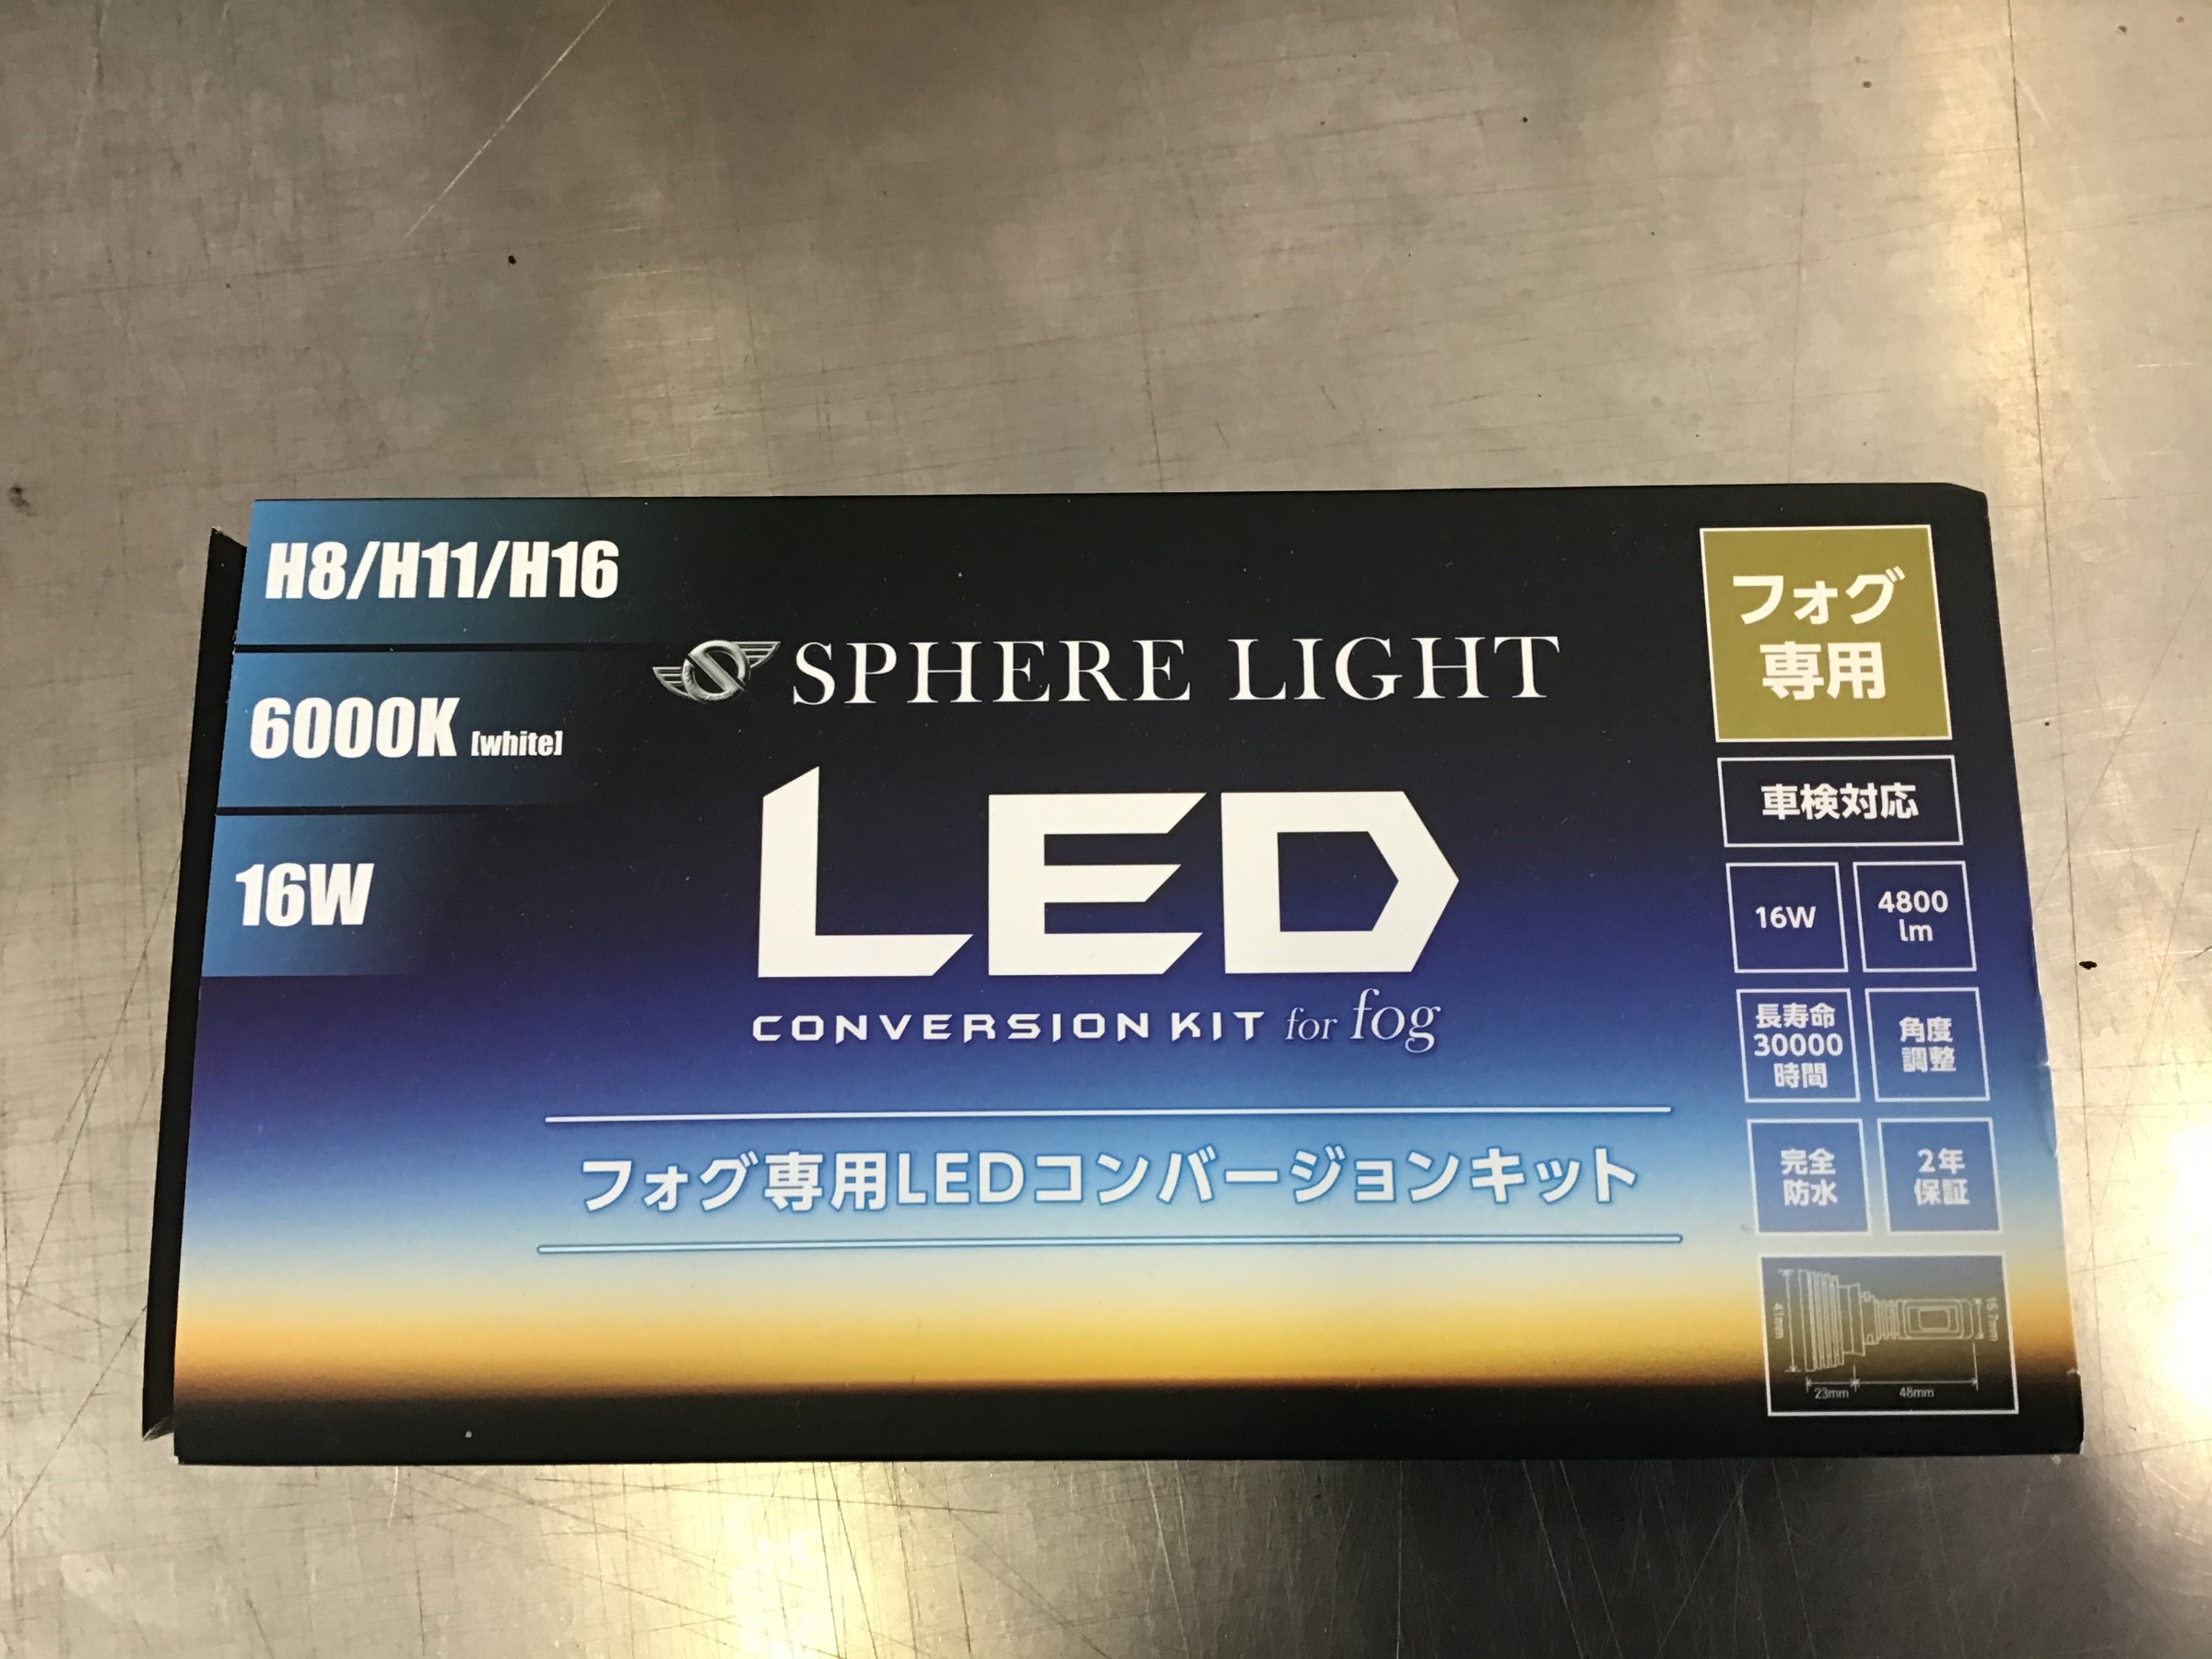 H8/H11/H16
6000K [white]
16W
SPHERE LIGHT
LED
CONVERSION KIT for fog
フォグ専用LEDコンバージョンキット
フォグ
専用
車検対応
16W
4800
lm
長寿命
30000
時間
角度
調整
完全
防水
2年
保証
41mm
23mm
48mm